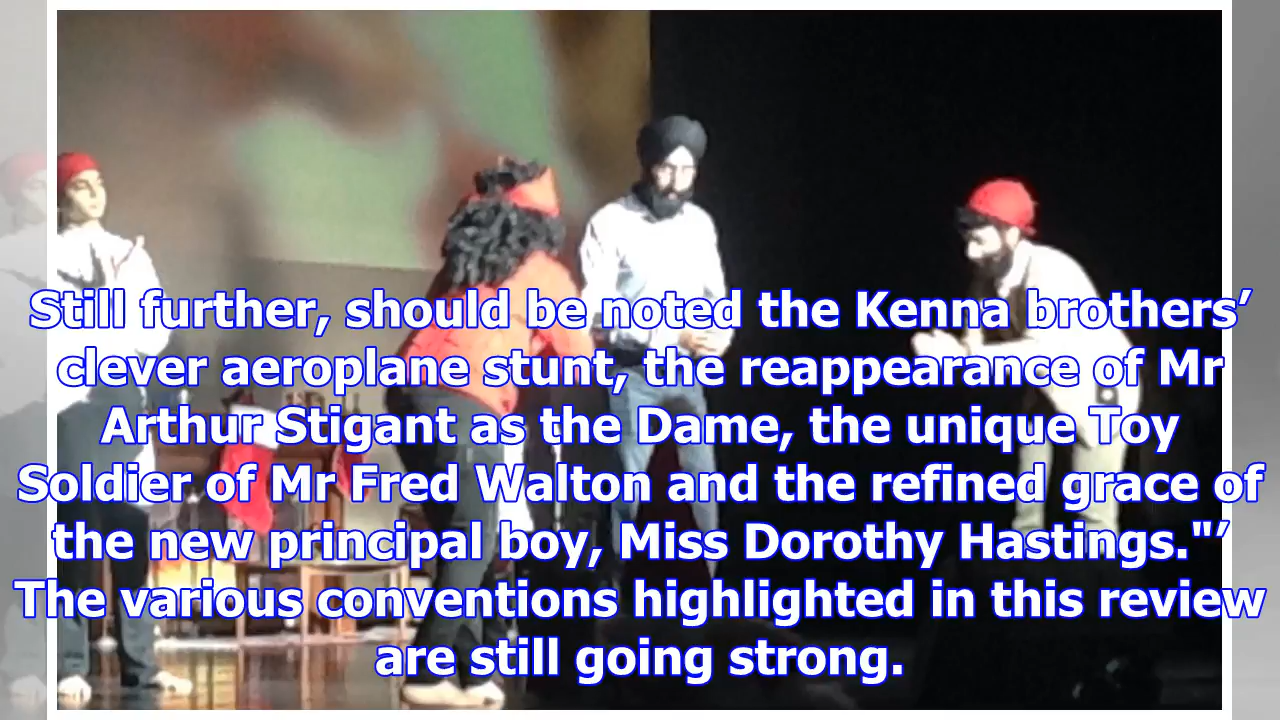 Still further, should be noted the Kenna brothers’
clever aeroplane stunt, the reappearance of Mr
Arthur Stigant as the Dame, the unique Toy
Soldier of Mr Fred Walton and the refined grace of
the new principal boy, Miss Dorothy Hastings."’
The various conventions highlighted in this review
are still going strong.